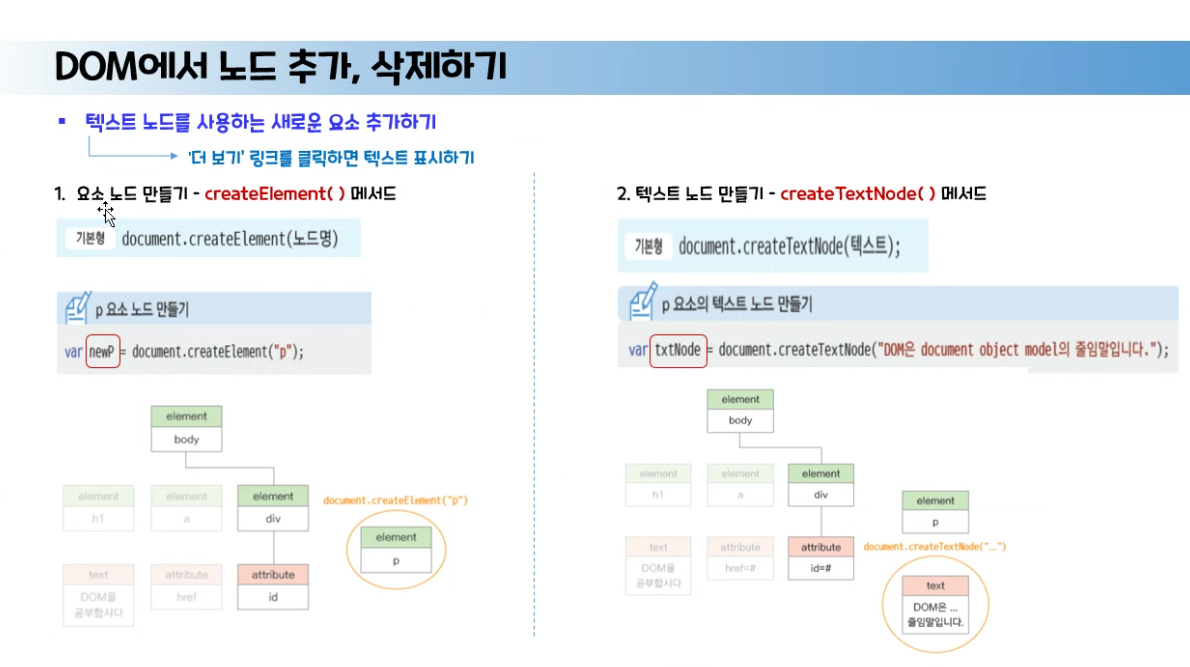 DOM에서 노드 추가, 삭제하기
▪ 텍스트 노드를 사용하는 새로운 요소 추가하기
'더 보기' 링크를 클릭하면 텍스트 표시하기
1. 요소 노드 만들기 - createElement( ) 메서드
기본형 document.createElement(노드명)
p 요소 노드 만들기
var newP = document.createElement("p");
element
body
element
element
element
h1
a
div
document.createElement("p")
element
p
text
attribute
attribute
DOM을
공부합시다
href
id
2. 텍스트 노드 만들기 - createTextNode( ) 메서드
기본형 document.createTextNode(텍스트);
p 요소의 텍스트 노드 만들기
var txtNode = document.createTextNode("DOM은 document object model의 줄임말입니다.");
element
body
element
element
element
h1
a
div
element
p
text
attribute
attribute
DOM을
공부합시다
href=#
id=#
document.createTextNode("...")
text
DOM은 ...
줄임말입니다.